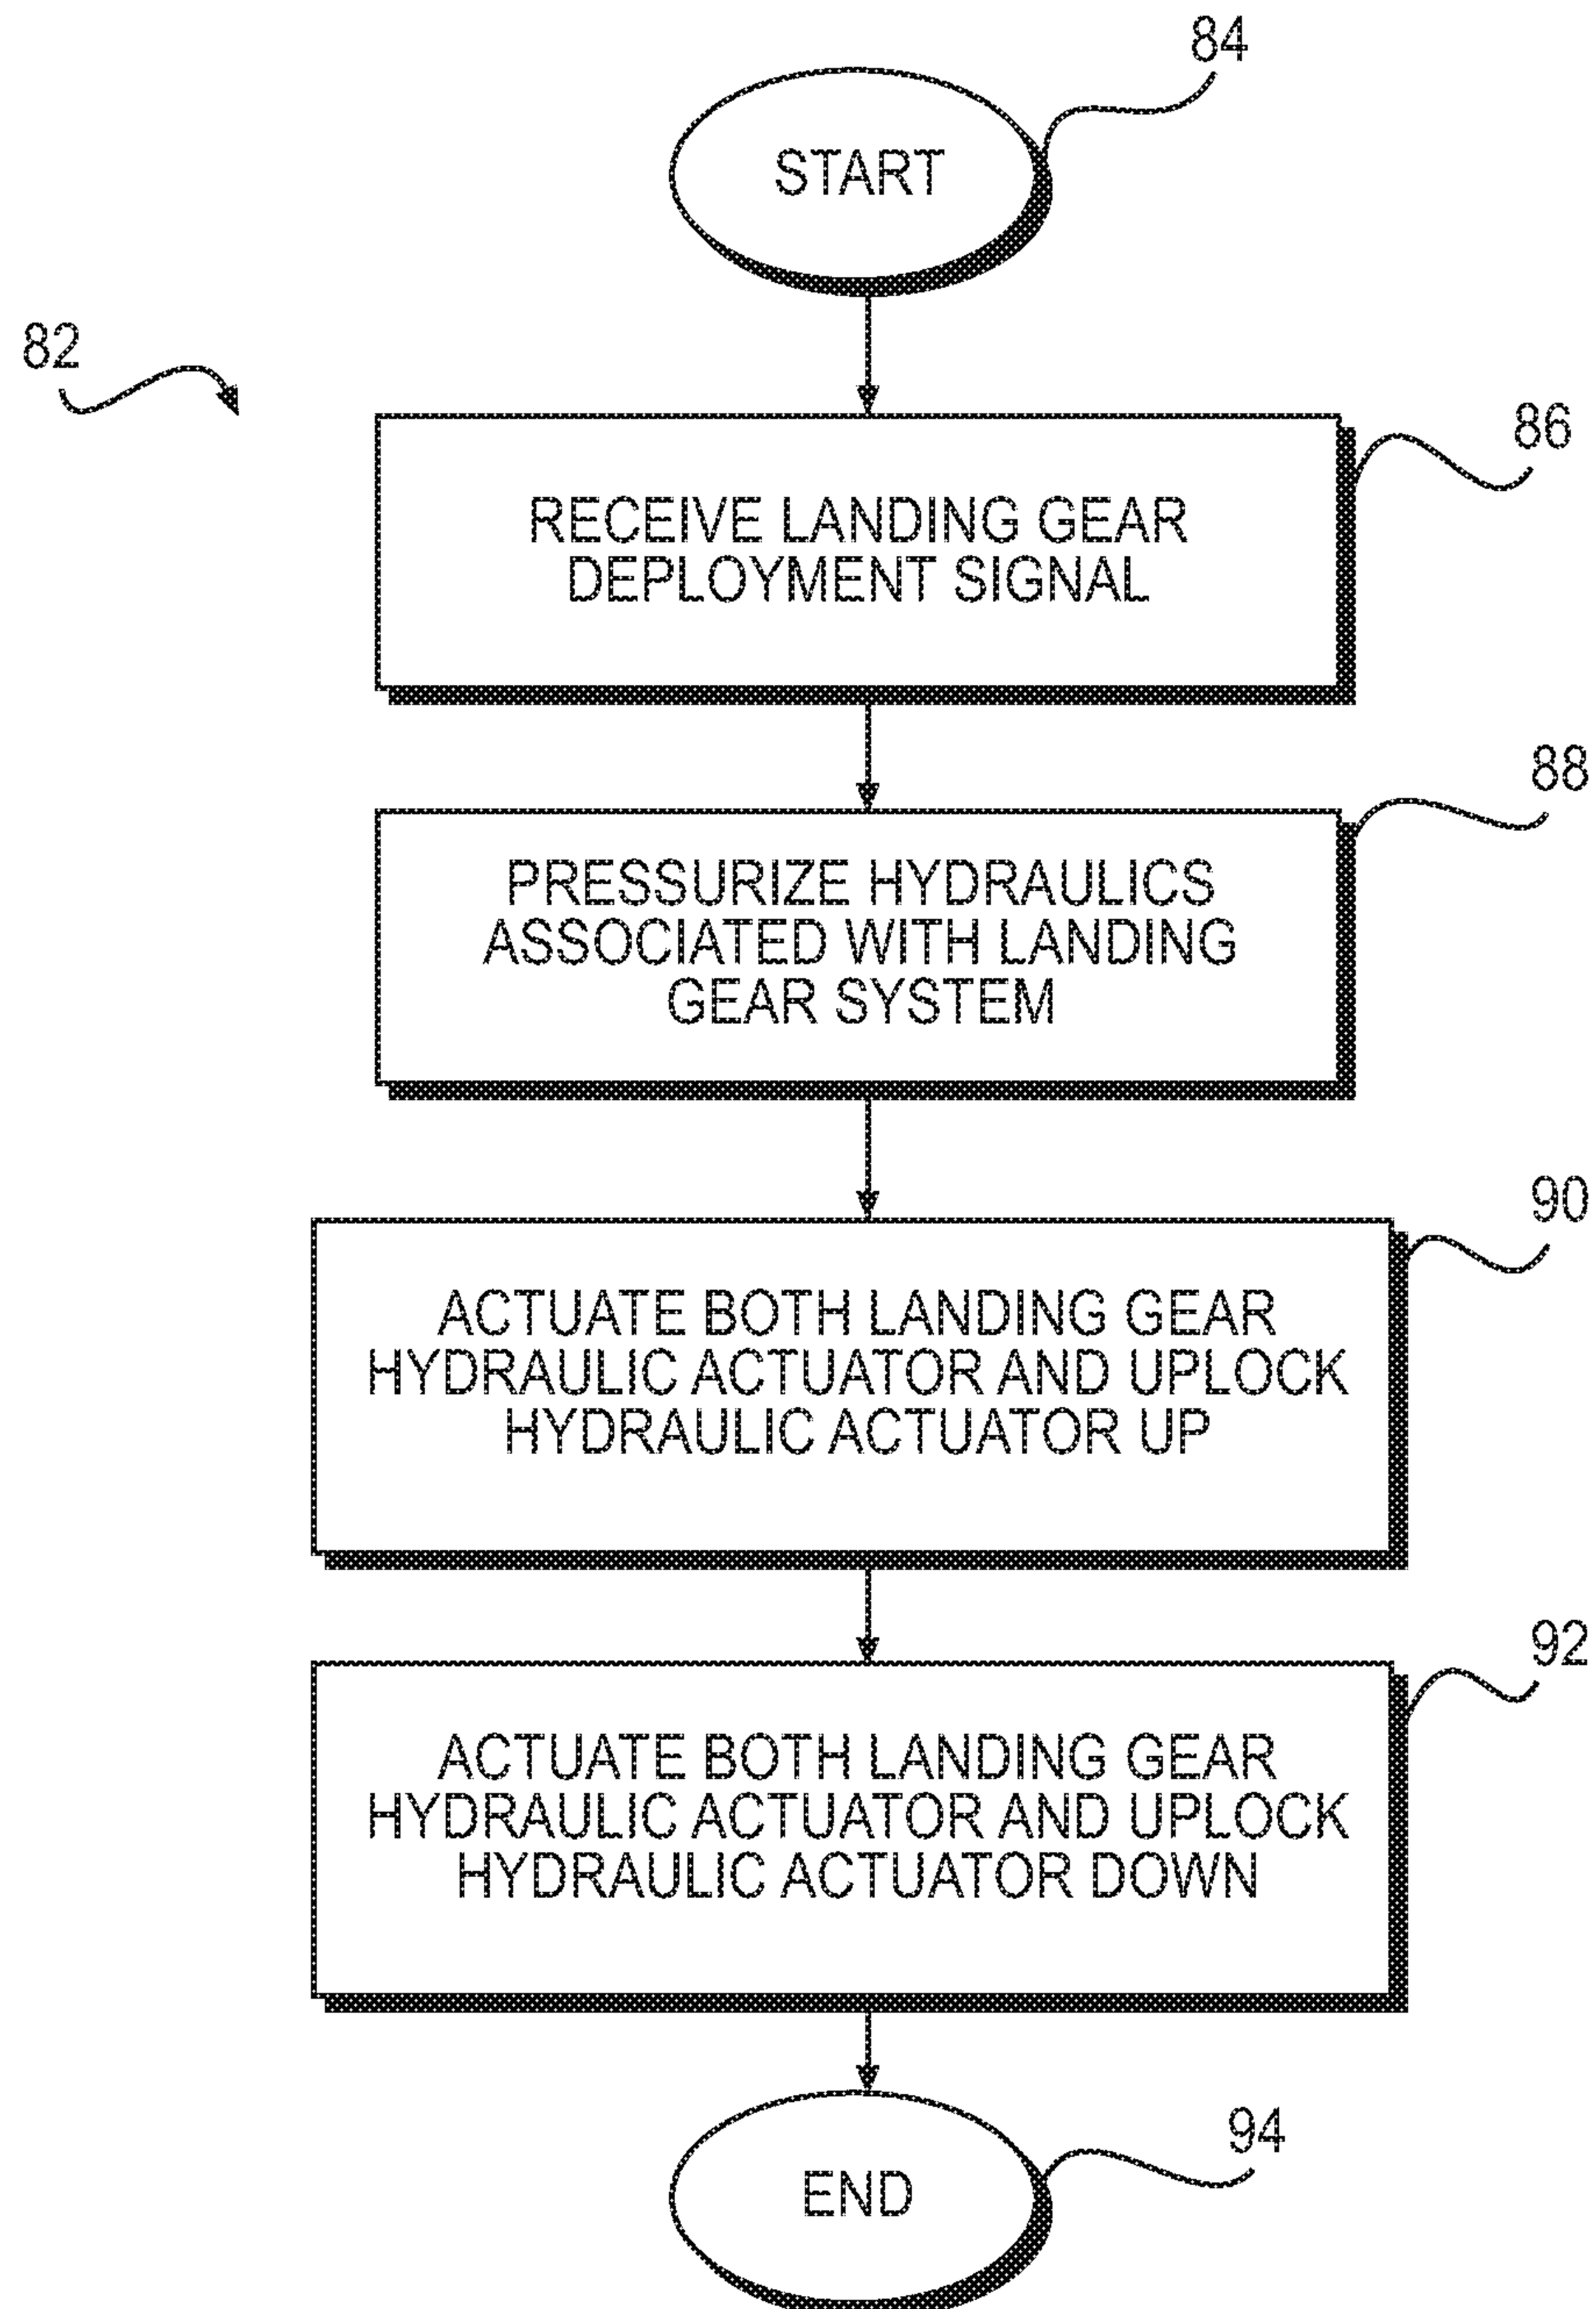 84
START
82
86
RECEIVE LANDING GEAR
DEPLOYMENT SIGNAL
88
PRESSURIZE HYDRAULICS
ASSOCIATED WITH LANDING
GEAR SYSTEM
90
ACTUATE BOTH LANDING GEAR
HYDRAULIC ACTUATOR AND UPLOCK
HYDRAULIC ACTUATOR UP
92
ACTUATE BOTH LANDING GEAR
HYDRAULIC ACTUATOR AND UPLOCK
HYDRAULIC ACTUATOR DOWN
94
END